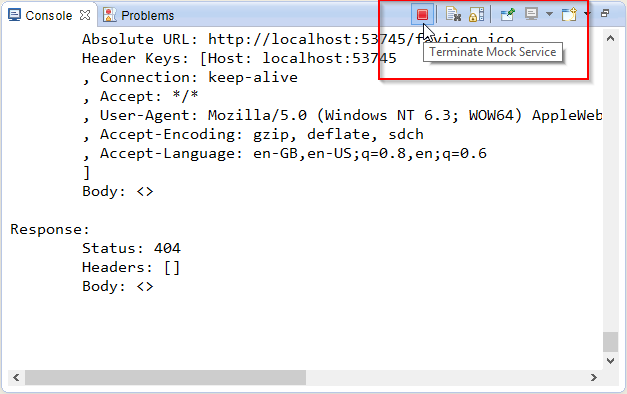 Console Problems
Absolute URL: http://localhost:53745/favicon.ico
Header Keys: [Host: localhost:53745
Terminate Mock Service
, Connection: keep-alive
, Accept: */*
, User-Agent: Mozilla/5.0 (Windows NT 6.3; WOW64) AppleWeb
, Accept-Encoding: gzip, deflate, sdch
, Accept-Language: en-GB,en-US;q=0.8,en;q=0.6
]
Body: <>
Response:
Status: 404
Headers: []
Body: <>